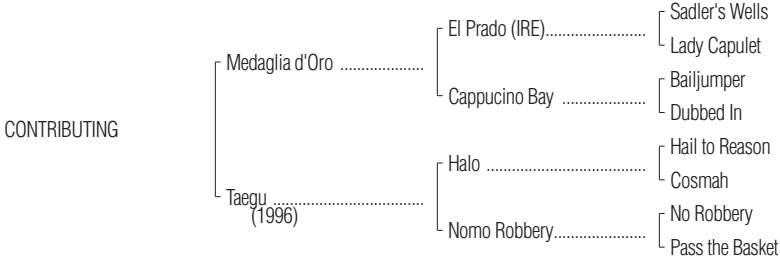 Sadler's Wells
El Prado (IRE)........................
Lady Capulet
Medaglia d'Oro ....................
Bailjumper
Cappucino Bay ....................
Dubbed In
CONTRIBUTING
Hail to Reason
Halo ......................................
Cosmah
Taegu ....................................
(1996)
No Robbery
Nomo Robbery......................
Pass the Basket